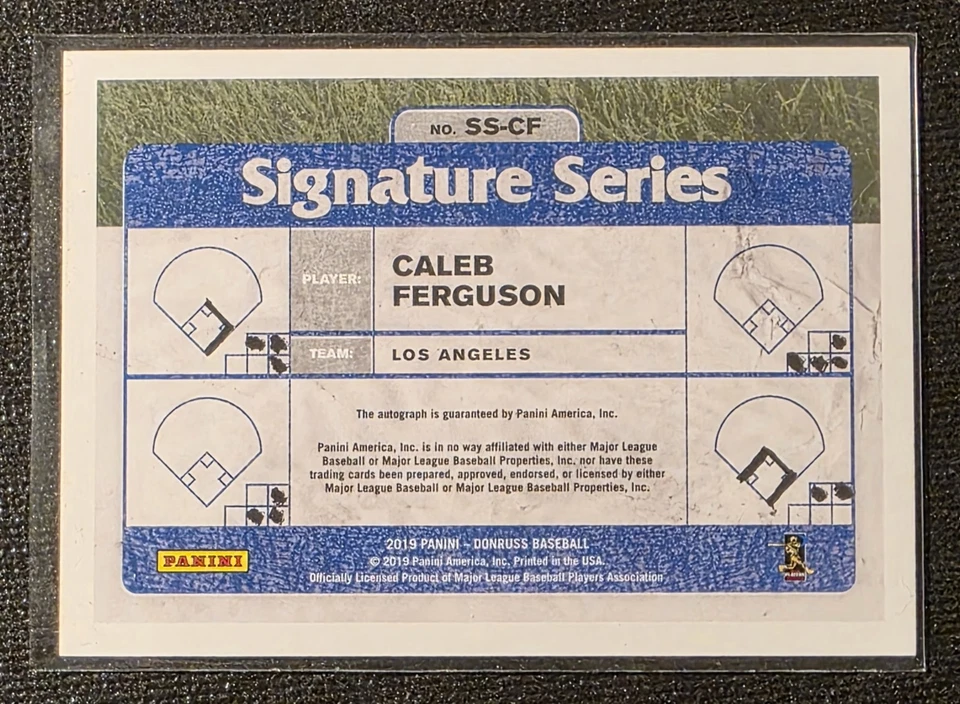 NO. SS-CF
Signature Series
PLAYER:
CALEB
FERGUSON
TEAM:
LOS ANGELES
The autograph is guaranteed by Panini America, Inc.
Panini America, Inc. is in no way affiliated with either Major League
Baseball or Major League Baseball Properties, Inc. nor have these
trading cards been prepared, approved, endorsed, or licensed by either
Major League Baseball or Major League Baseball Properties, Inc.
PANINI
2019 PANINI – DONRUSS BASEBALL
© 2019 Panini America, Inc. Printed in the USA.
Officially Licensed Product of Major League Baseball Players Association
PLAYERS